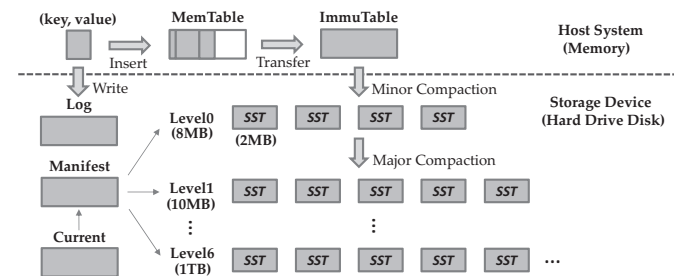 (key, value)
MemTable
ImmuTable
Host System
(Memory)
Insert
Transfer
Write
Minor Compaction
Log
Storage Device
(Hard Drive Disk)
Level0
(8MB)
SST SST SST SST
(2MB)
Manifest
Major Compaction
Level1
(10MB)
SST SST SST SST SST
⋮ ⋮
Current
Level6
(1TB)
SST SST SST SST SST ...